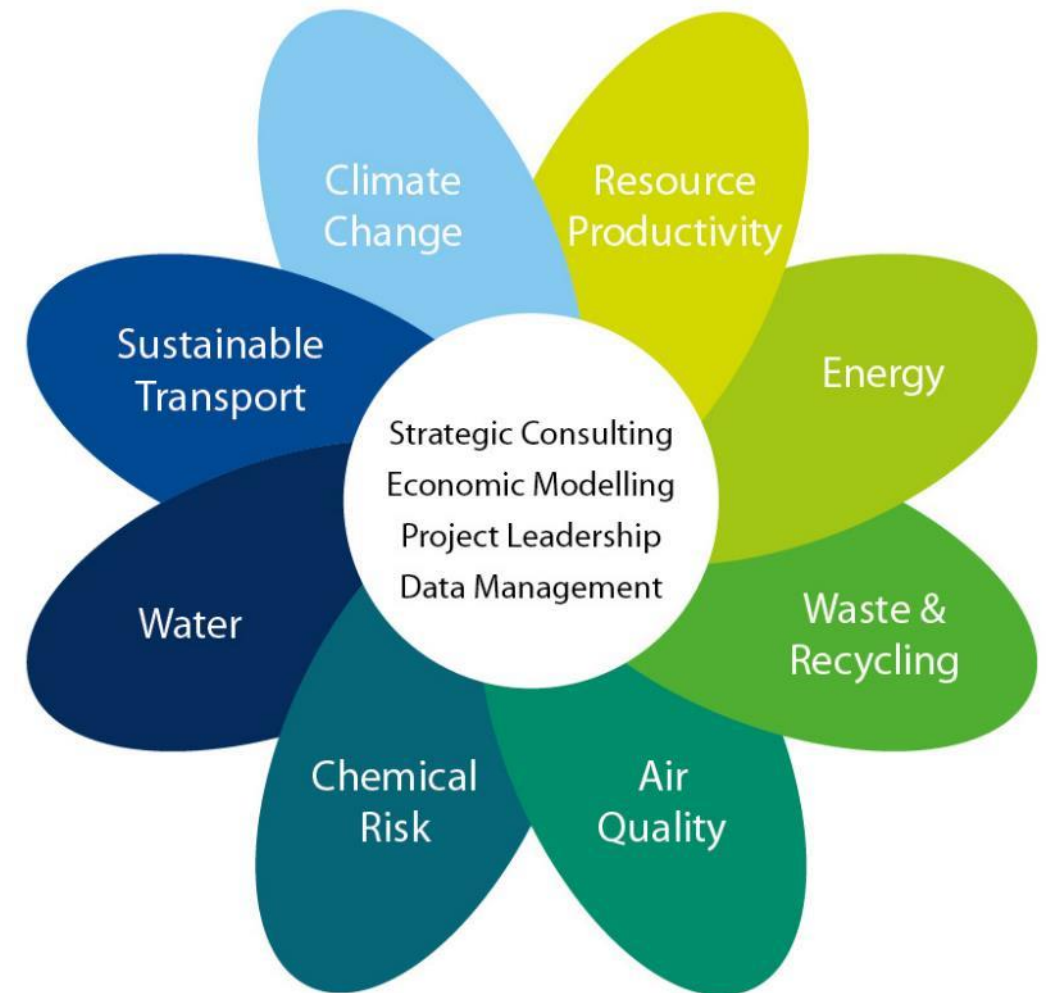 Climate
Change
Resource
Productivity
Energy
Waste &
Recycling
Air
Quality
Chemical
Risk
Water
Sustainable
Transport
Strategic Consulting
Economic Modelling
Project Leadership
Data Management